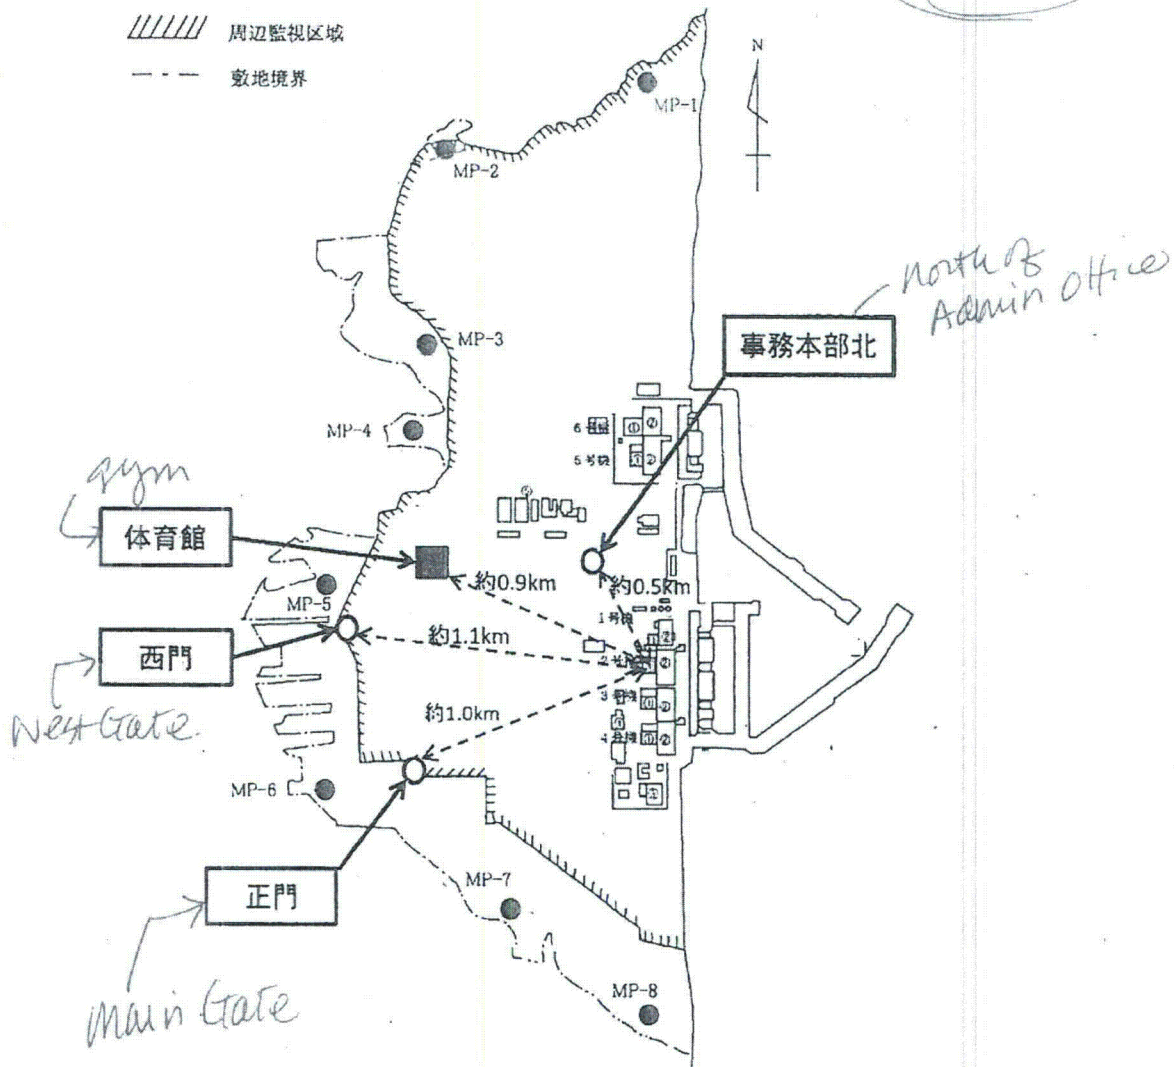 周辺監視区域
敷地境界
N
MP-1
MP-2
north of
Admin Office
MP-3
事務本部北
MP-4
6号機
5号機
gym
体育館
約0.9km
約0.5km
MP-5
1号機
西門
約1.1km
2号機
West Gate
3号機
約1.0km
4号機
MP-6
正門
MP-7
Main Gate
MP-8